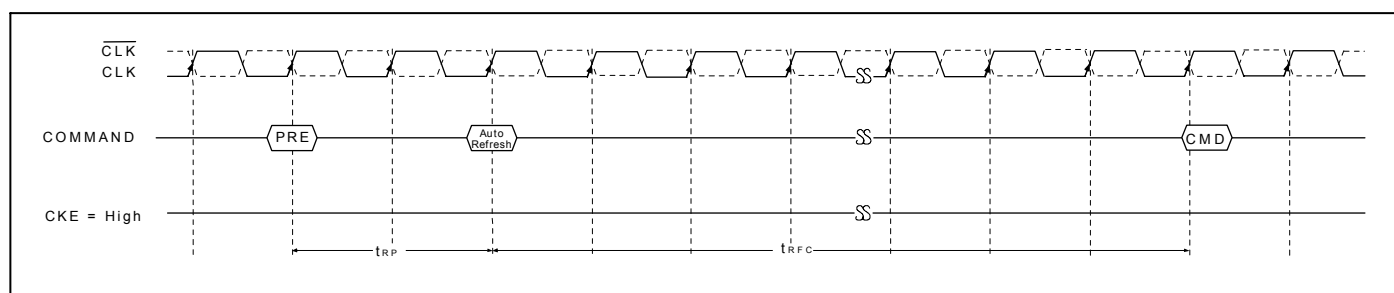 CLK
CLK
COMMAND PRE Auto Refresh CMD
CKE = High
tRP tRFC